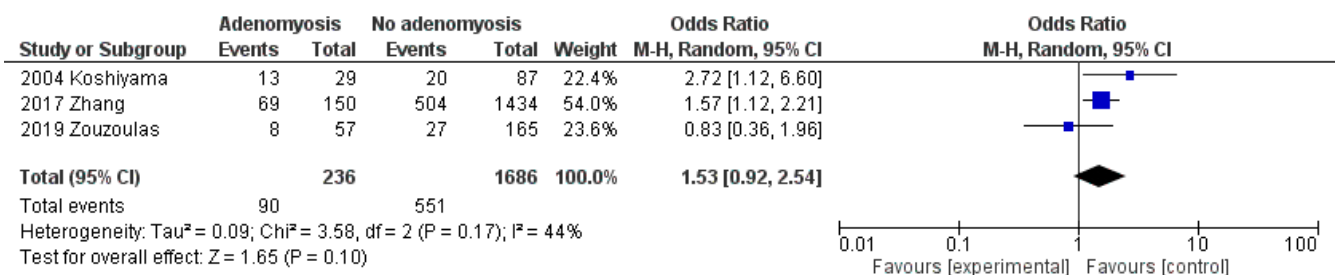 Adenomyosis No adenomyosis Odds Ratio Odds Ratio
Study or Subgroup Events Total Events Total Weight M-H, Random, 95% CI M-H, Random, 95% CI
2004 Koshiyama 13 29 20 87 22.4% 2.72 [1.12, 6.60]
2017 Zhang 69 150 504 1434 54.0% 1.57 [1.12, 2.21]
2019 Zouzoulas 8 57 27 165 23.6% 0.83 [0.36, 1.96]
Total (95% CI) 236 1686 100.0% 1.53 [0.92, 2.54]
Total events 90 551
Heterogeneity: Tau² = 0.09; Chi² = 3.58, df = 2 (P = 0.17); I² = 44%
Test for overall effect: Z = 1.65 (P = 0.10)
0.01 0.1 1 10 100
Favours [experimental] Favours [control]